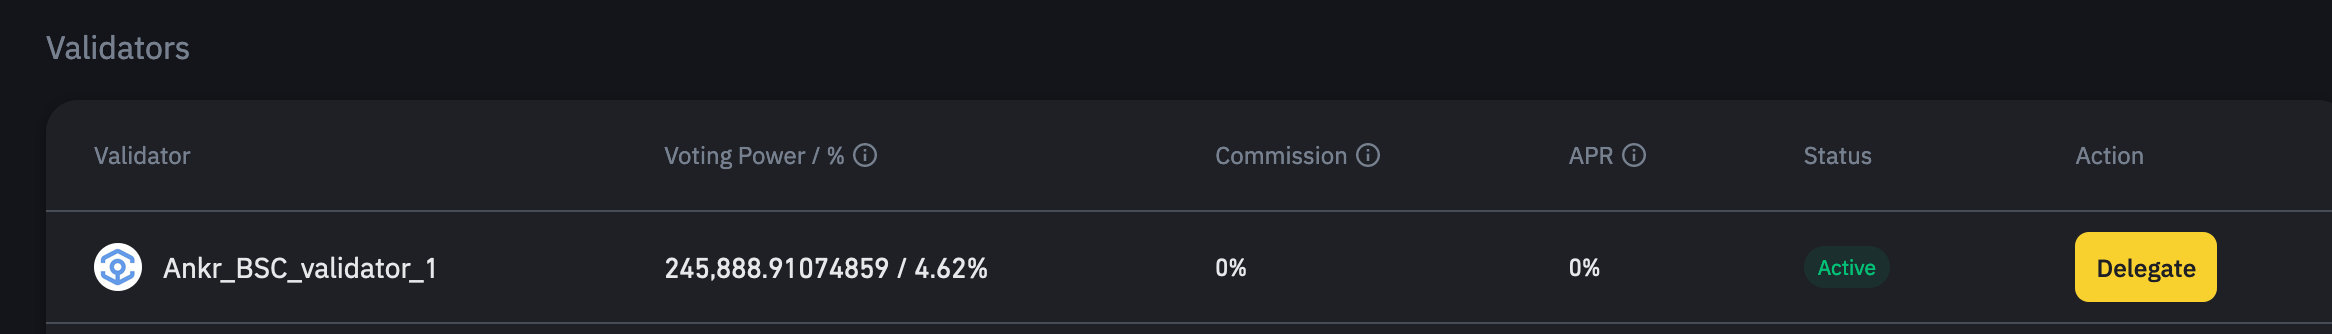 Validators
Validator Voting Power / % Commission APR Status Action
Ankr_BSC_validator_1 245,888.91074859 / 4.62% 0% 0% Active Delegate